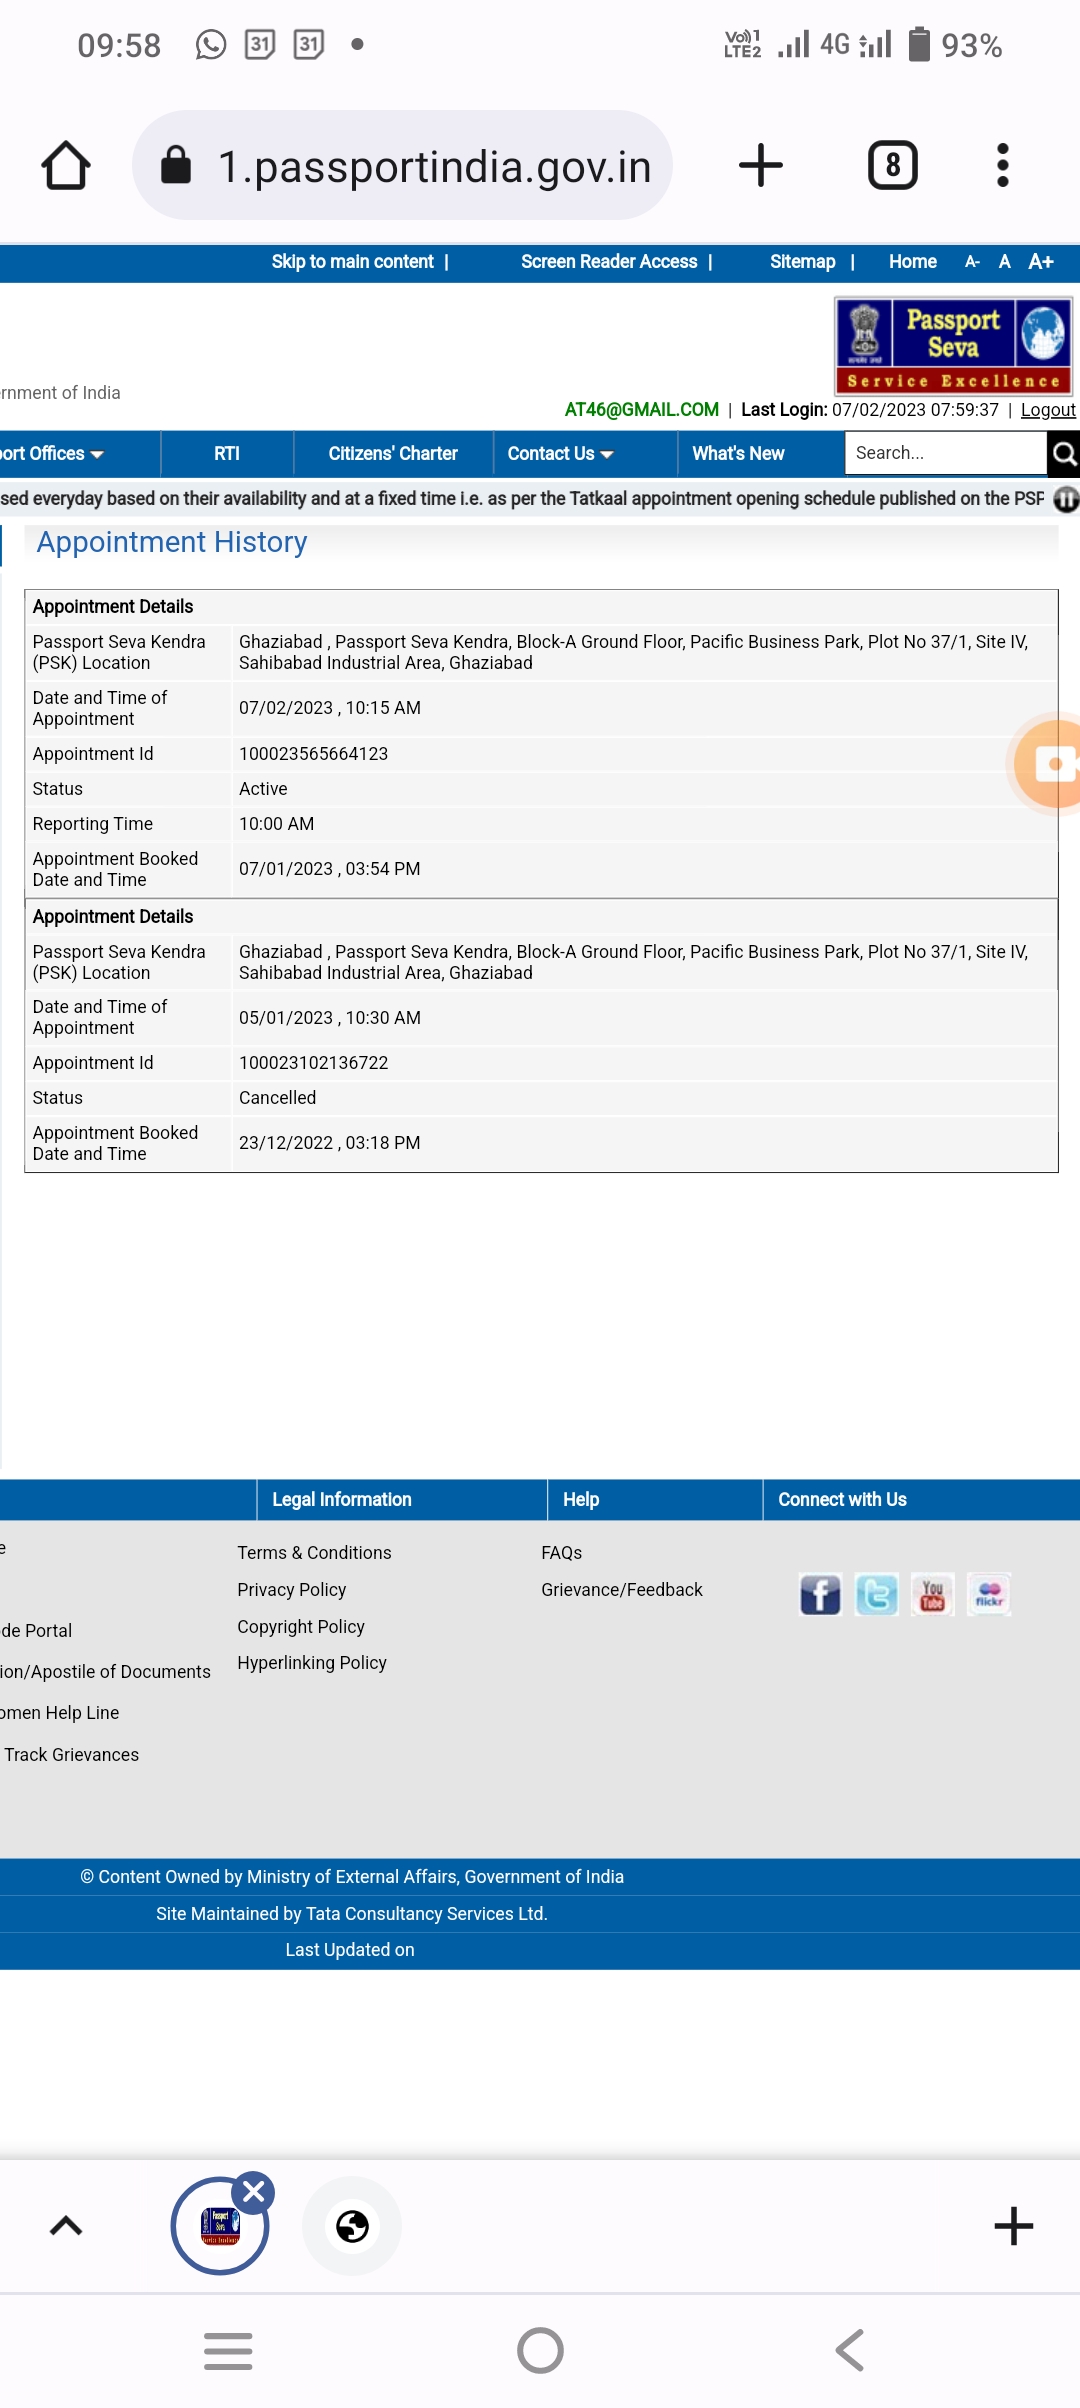 09:58 31 31 Vo)) 1 LTE2 4G 93%
1.passportindia.gov.in 8
Skip to main content | Screen Reader Access | Sitemap | Home A- A A+
Passport
Seva
Service Excellence
ernment of India
AT46@GMAIL.COM | Last Login: 07/02/2023 07:59:37 | Logout
port Offices RTI Citizens' Charter Contact Us What's New Search...
sed everyday based on their availability and at a fixed time i.e. as per the Tatkaal appointment opening schedule published on the PSP
Appointment History
Appointment Details
Passport Seva Kendra (PSK) Location Ghaziabad , Passport Seva Kendra, Block-A Ground Floor, Pacific Business Park, Plot No 37/1, Site IV, Sahibabad Industrial Area, Ghaziabad
Date and Time of Appointment 07/02/2023 , 10:15 AM
Appointment Id 100023565664123
Status Active
Reporting Time 10:00 AM
Appointment Booked Date and Time 07/01/2023 , 03:54 PM
Appointment Details
Passport Seva Kendra (PSK) Location Ghaziabad , Passport Seva Kendra, Block-A Ground Floor, Pacific Business Park, Plot No 37/1, Site IV, Sahibabad Industrial Area, Ghaziabad
Date and Time of Appointment 05/01/2023 , 10:30 AM
Appointment Id 100023102136722
Status Cancelled
Appointment Booked Date and Time 23/12/2022 , 03:18 PM
Legal Information Help Connect with Us
e
de Portal
ion/Apostile of Documents
omen Help Line
Track Grievances
Terms & Conditions
Privacy Policy
Copyright Policy
Hyperlinking Policy
FAQs
Grievance/Feedback
f t You Tube flickr
© Content Owned by Ministry of External Affairs, Government of India
Site Maintained by Tata Consultancy Services Ltd.
Last Updated on
Passport
Seva